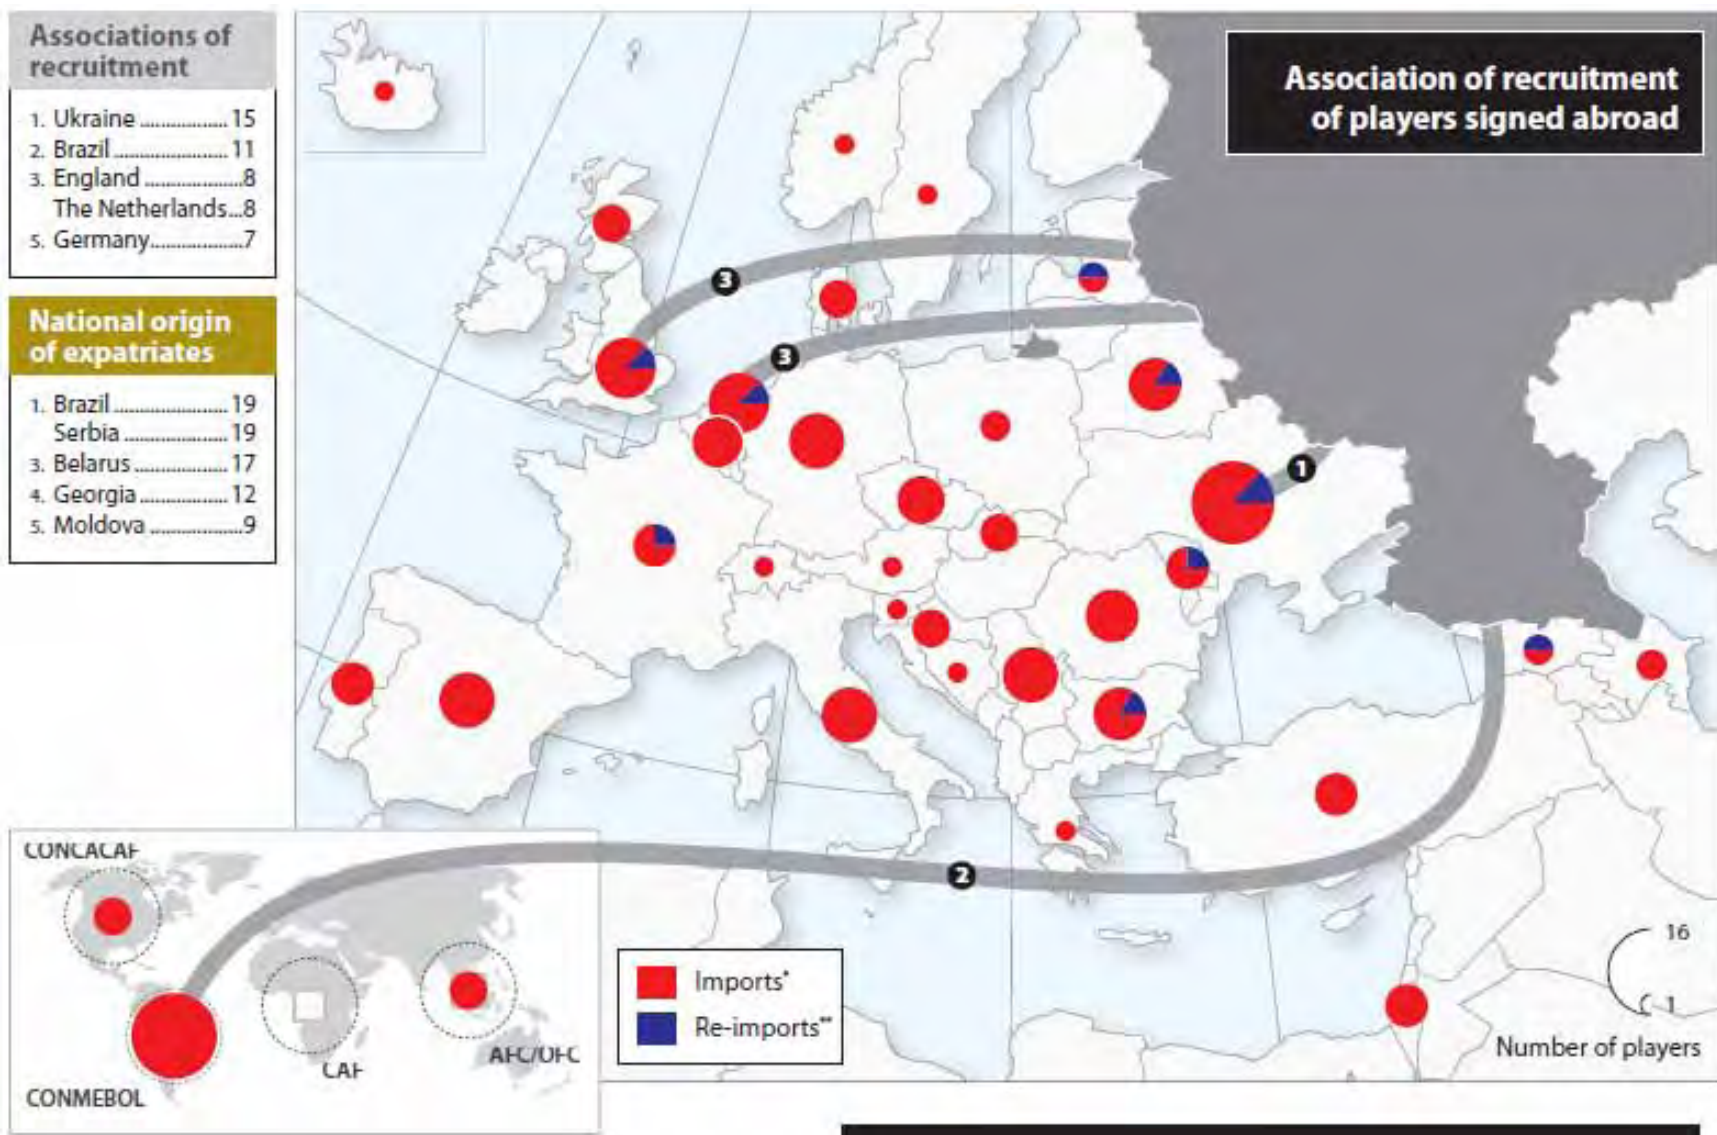 Associations of
recruitment
1. Ukraine .................. 15
2. Brazil ....................... 11
3. England ....................8
The Netherlands...8
5. Germany...................7
National origin
of expatriates
1. Brazil ....................... 19
Serbia ..................... 19
3. Belarus ................... 17
4. Georgia .................. 12
5. Moldova ...................9
Association of recruitment
of players signed abroad
3
3
1
2
CONCACAF
CONMEBOL
CAF
AFC/OFC
Imports*
Re-imports**
16
1
Number of players